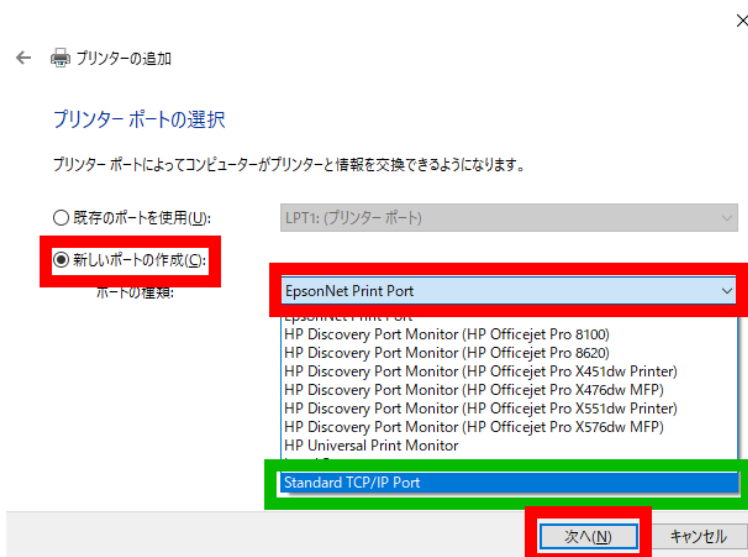 プリンターの追加
プリンター ポートの選択
プリンター ポートによってコンピューターがプリンターと情報を交換できるようになります。
既存のポートを使用(U):
LPT1: (プリンター ポート)
新しいポートの作成(C):
ポートの種類:
EpsonNet Print Port
EpsonNet Print Port
HP Discovery Port Monitor (HP Officejet Pro 8100)
HP Discovery Port Monitor (HP Officejet Pro 8620)
HP Discovery Port Monitor (HP Officejet Pro X451dw Printer)
HP Discovery Port Monitor (HP Officejet Pro X476dw MFP)
HP Discovery Port Monitor (HP Officejet Pro X551dw Printer)
HP Discovery Port Monitor (HP Officejet Pro X576dw MFP)
HP Universal Print Monitor
Standard TCP/IP Port
次へ(N)
キャンセル